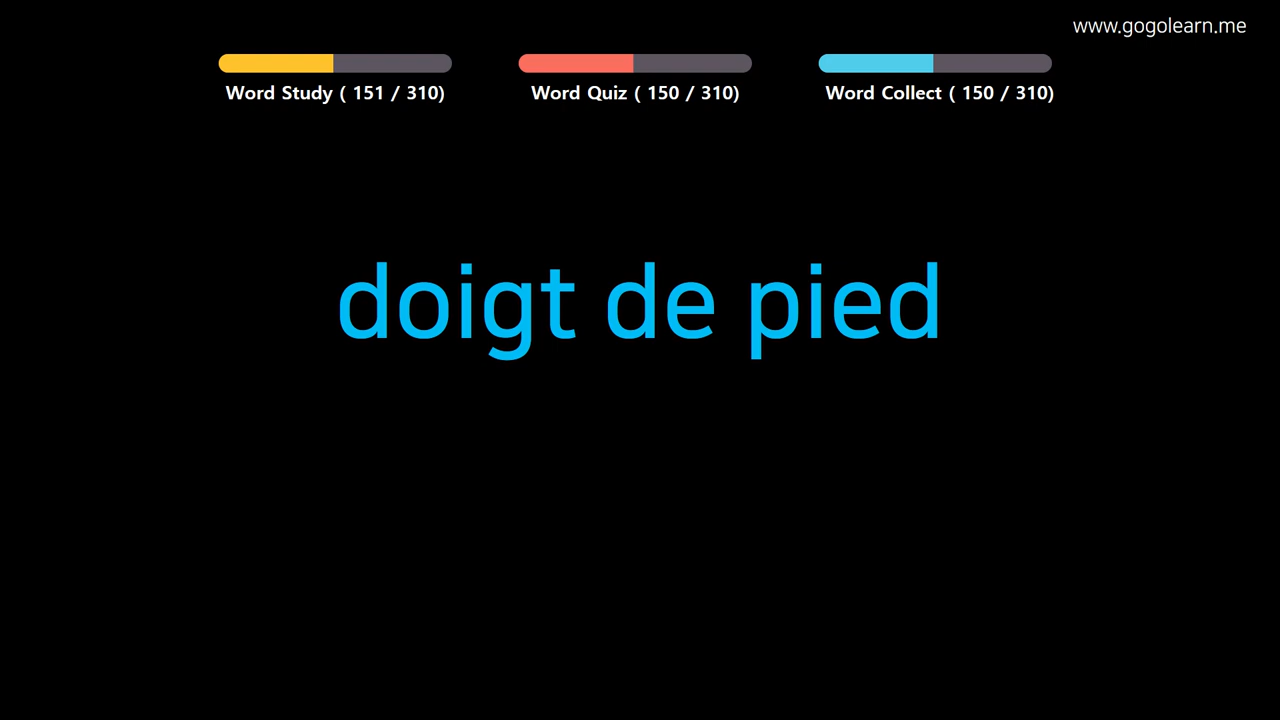 www.gogolearn.me
Word Study ( 151 / 310)
Word Quiz ( 150 / 310)
Word Collect ( 150 / 310)
doigt de pied